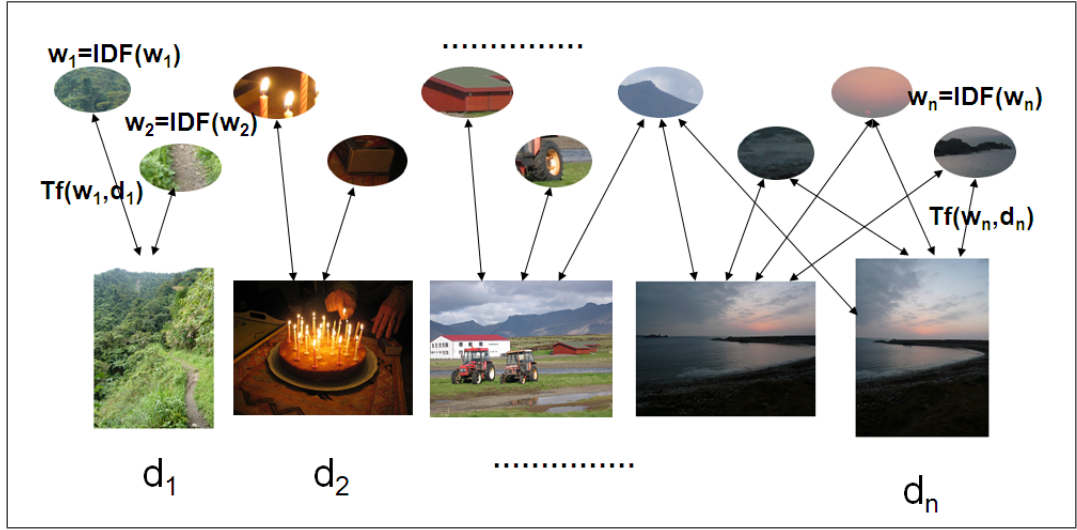 ...............
w₁=IDF(w₁)
w₂=IDF(w₂)
wₙ=IDF(wₙ)
Tf(w₁,d₁)
Tf(wₙ,dₙ)
...............
d₁
d₂
dₙ